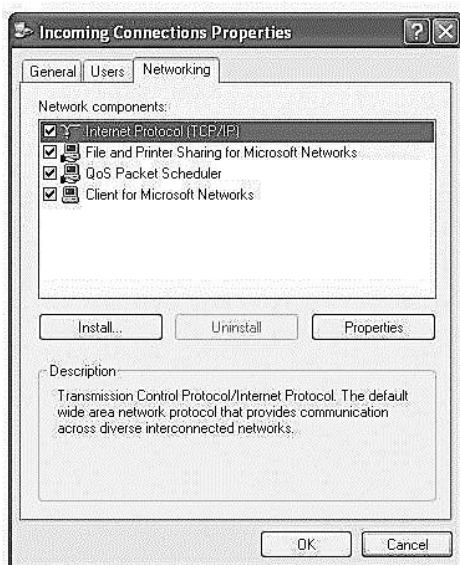 Incoming Connections Properties
General Users Networking
Network components:
Internet Protocol (TCP/IP)
File and Printer Sharing for Microsoft Networks
QoS Packet Scheduler
Client for Microsoft Networks
Install... Uninstall Properties
Description
Transmission Control Protocol/Internet Protocol. The default
wide area network protocol that provides communication
across diverse interconnected networks.
OK Cancel